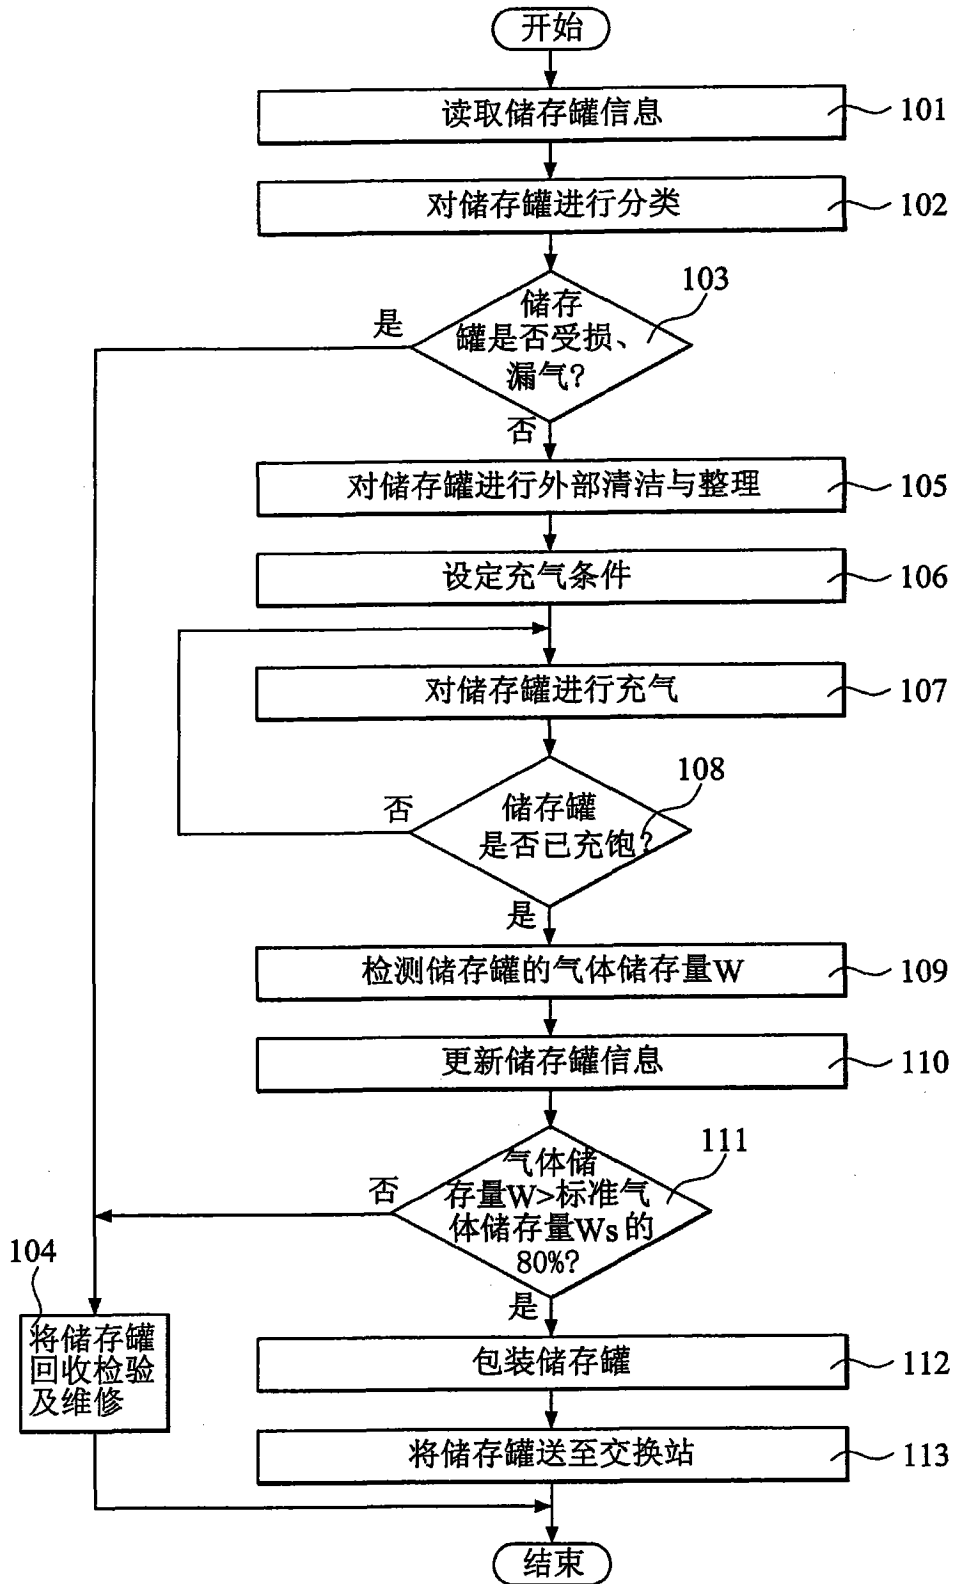 开始
读取储存罐信息
101
对储存罐进行分类
102
103
储存
罐是否受损、
漏气?
是
否
对储存罐进行外部清洁与整理
105
设定充气条件
106
对储存罐进行充气
107
108
储存罐
是否已充饱?
否
是
检测储存罐的气体储存量W
109
更新储存罐信息
110
111
气体储
存量W>标准气
体储存量Ws的
80%?
否
是
104
将储存罐
回收检验
及维修
包装储存罐
112
将储存罐送至交换站
113
结束